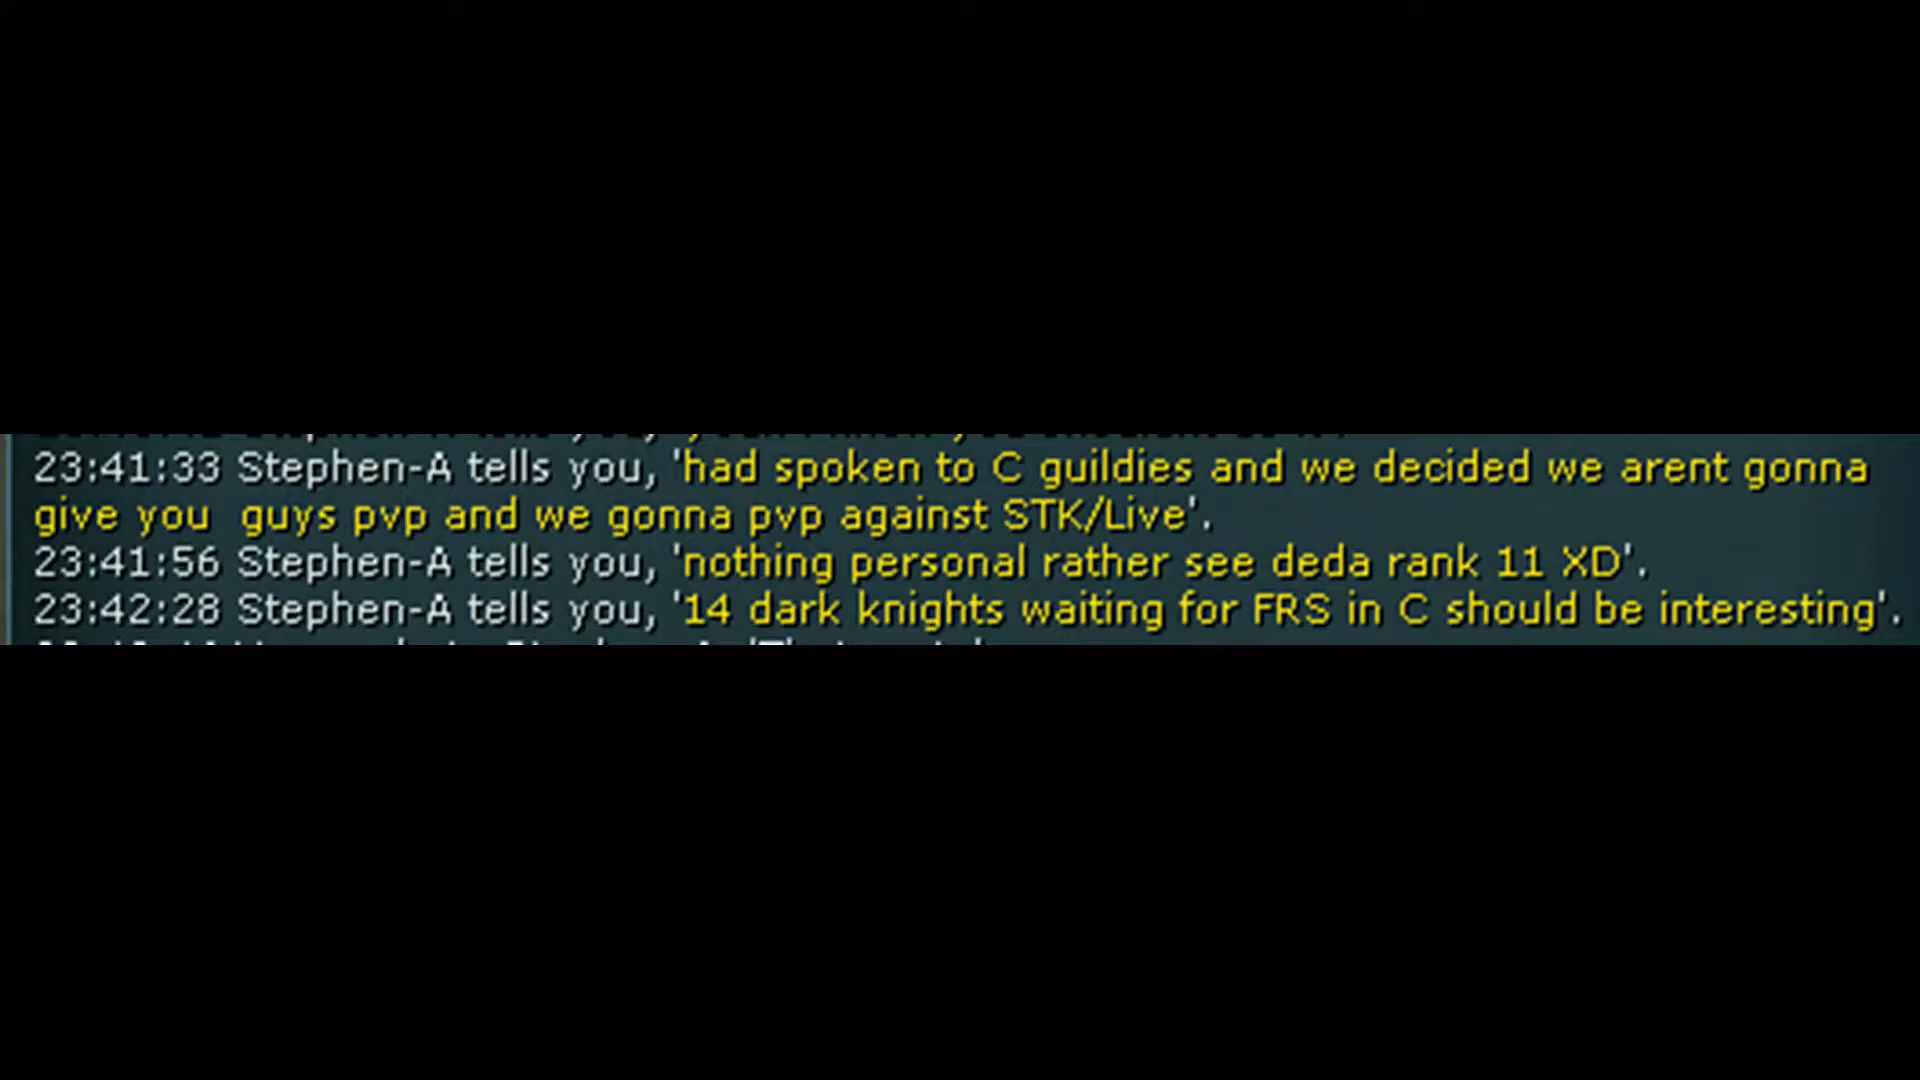 23:41:33 Stephen-A tells you, 'had spoken to C guildies and we decided we arent gonna
give you  guys pvp and we gonna pvp against STK/Live'.
23:41:56 Stephen-A tells you, 'nothing personal rather see deda rank 11 XD'.
23:42:28 Stephen-A tells you, '14 dark knights waiting for FRS in C should be interesting'.